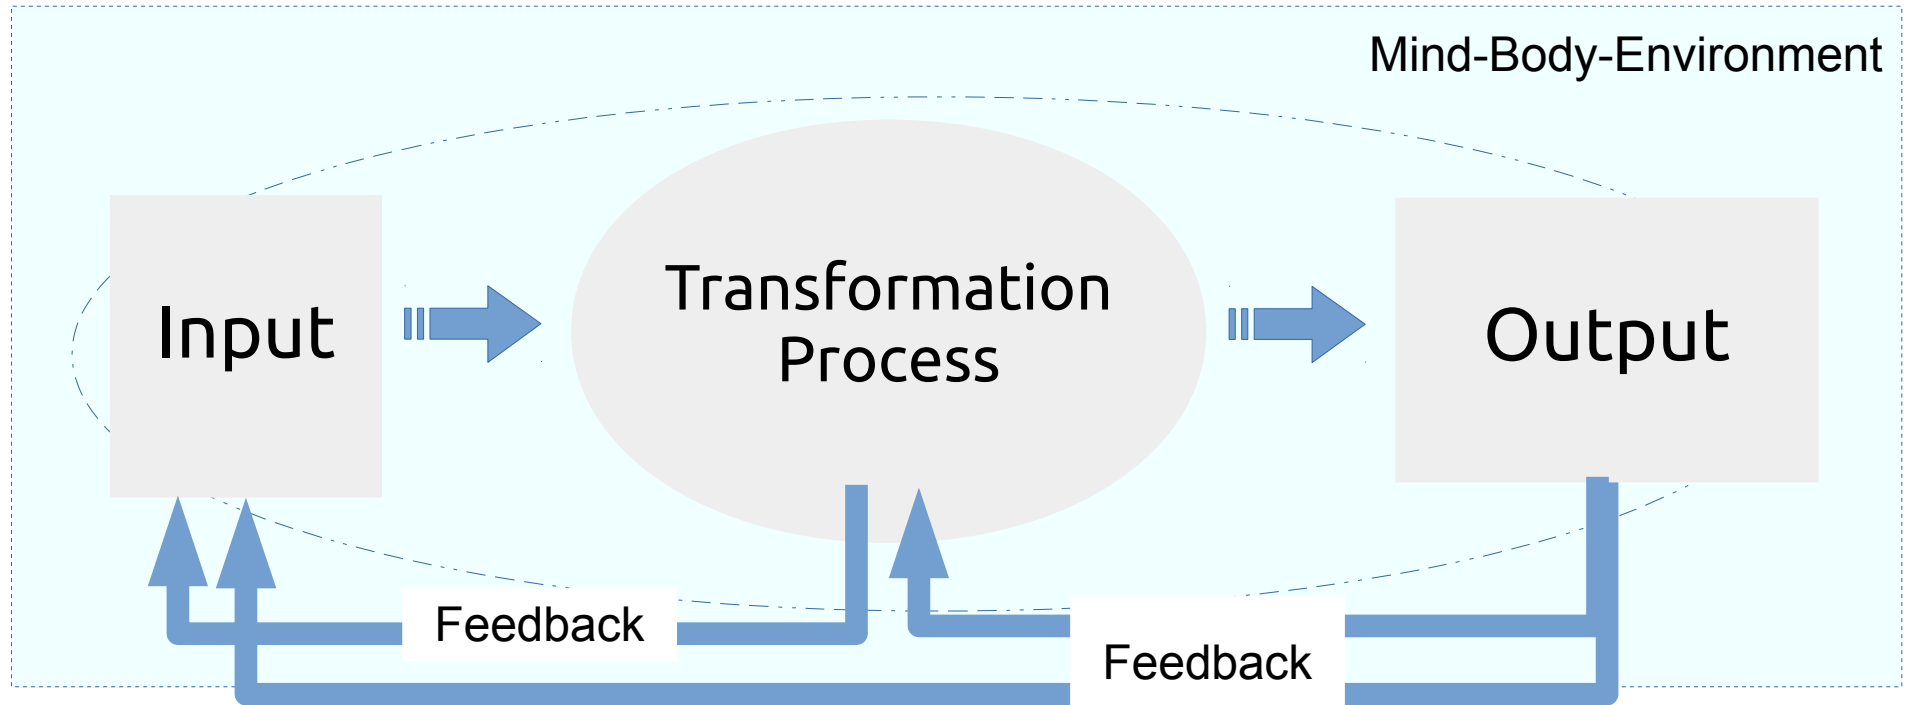 Mind-Body-Environment
Input
Transformation
Process
Output
Feedback
Feedback